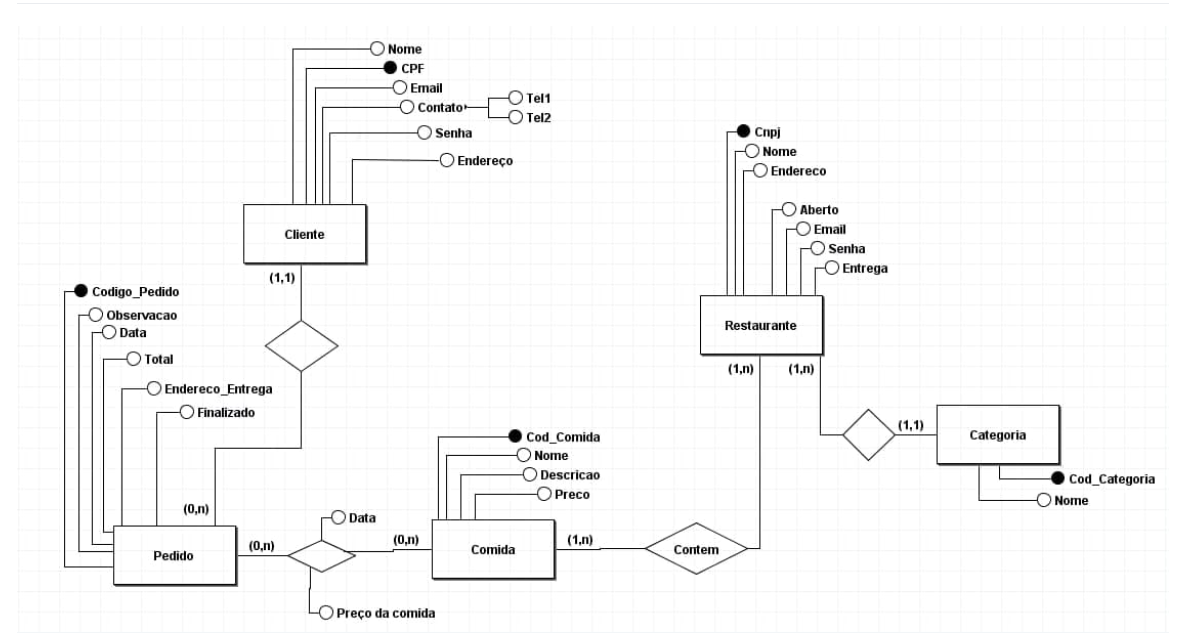 Nome
CPF
Email
Contato
Tel1
Tel2
Senha
Endereço
Cliente
(1,1)
Codigo_Pedido
Observacao
Data
Total
Endereco_Entrega
Finalizado
(0,n)
Pedido
(0,n)
Data
Preço da comida
(0,n)
Cod_Comida
Nome
Descricao
Preco
Comida
(1,n)
Contem
Cnpj
Nome
Endereco
Aberto
Email
Senha
Entrega
Restaurante
(1,n)
(1,n)
(1,1)
Categoria
Cod_Categoria
Nome